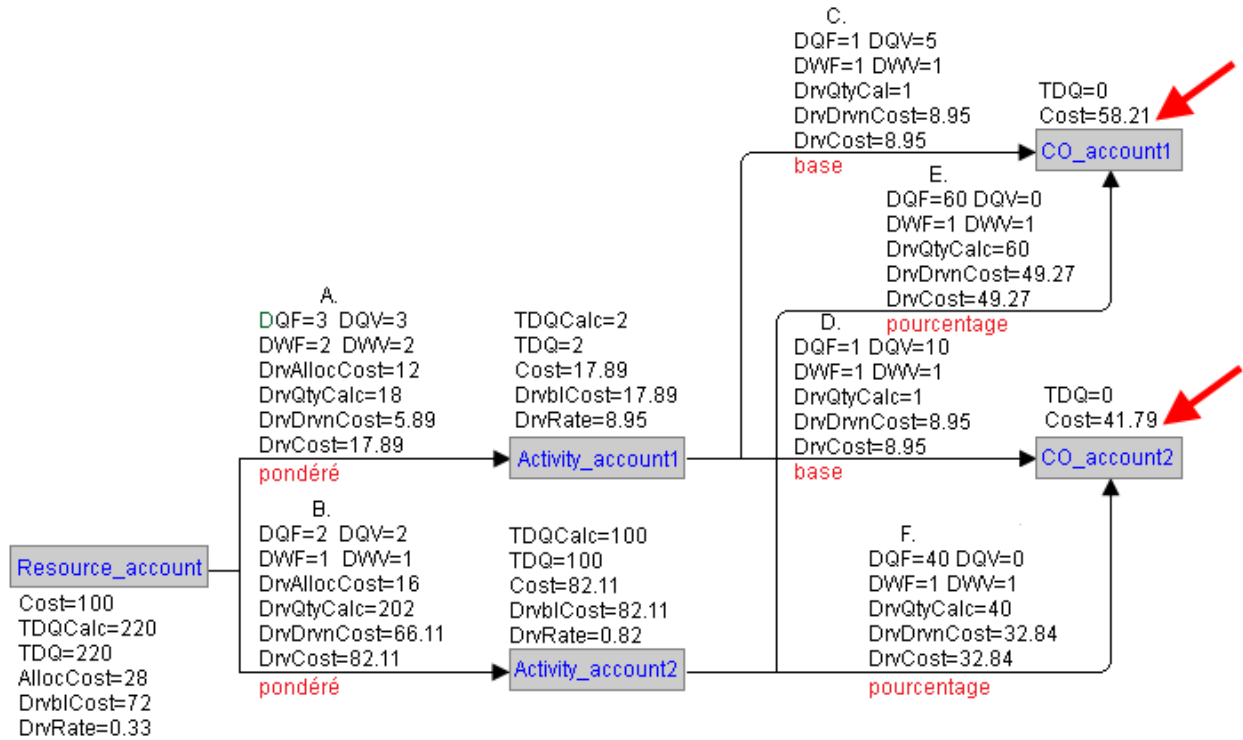 C.
DQF=1 DQV=5
DWF=1 DWV=1
DrvQtyCal=1
DrvDrvnCost=8.95
DrvCost=8.95
base
TDQ=0
Cost=58.21
CO_account1
E.
DQF=60 DQV=0
DWF=1 DWV=1
DrvQtyCalc=60
DrvDrvnCost=49.27
DrvCost=49.27
pourcentage
A.
DQF=3 DQV=3
DWF=2 DWV=2
DrvAllocCost=12
DrvQtyCalc=18
DrvDrvnCost=5.89
DrvCost=17.89
pondéré
TDQCalc=2
TDQ=2
Cost=17.89
DrvblCost=17.89
DrvRate=8.95
Activity_account1
D.
DQF=1 DQV=10
DWF=1 DWV=1
DrvQtyCalc=1
DrvDrvnCost=8.95
DrvCost=8.95
base
TDQ=0
Cost=41.79
CO_account2
B.
DQF=2 DQV=2
DWF=1 DWV=1
DrvAllocCost=16
DrvQtyCalc=202
DrvDrvnCost=66.11
DrvCost=82.11
pondéré
TDQCalc=100
TDQ=100
Cost=82.11
DrvblCost=82.11
DrvRate=0.82
Activity_account2
F.
DQF=40 DQV=0
DWF=1 DWV=1
DrvQtyCalc=40
DrvDrvnCost=32.84
DrvCost=32.84
pourcentage
Resource_account
Cost=100
TDQCalc=220
TDQ=220
AllocCost=28
DrvblCost=72
DrvRate=0.33